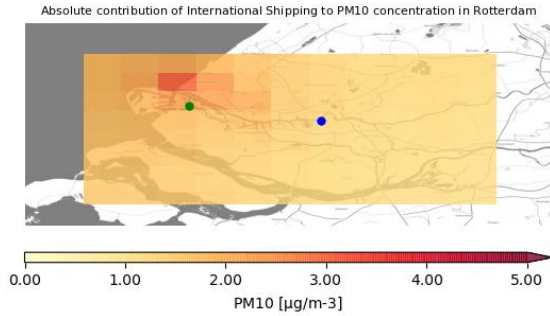 Absolute contribution of International Shipping to PM10 concentration in Rotterdam
0.00 1.00 2.00 3.00 4.00 5.00
PM10 [µg/m-3]